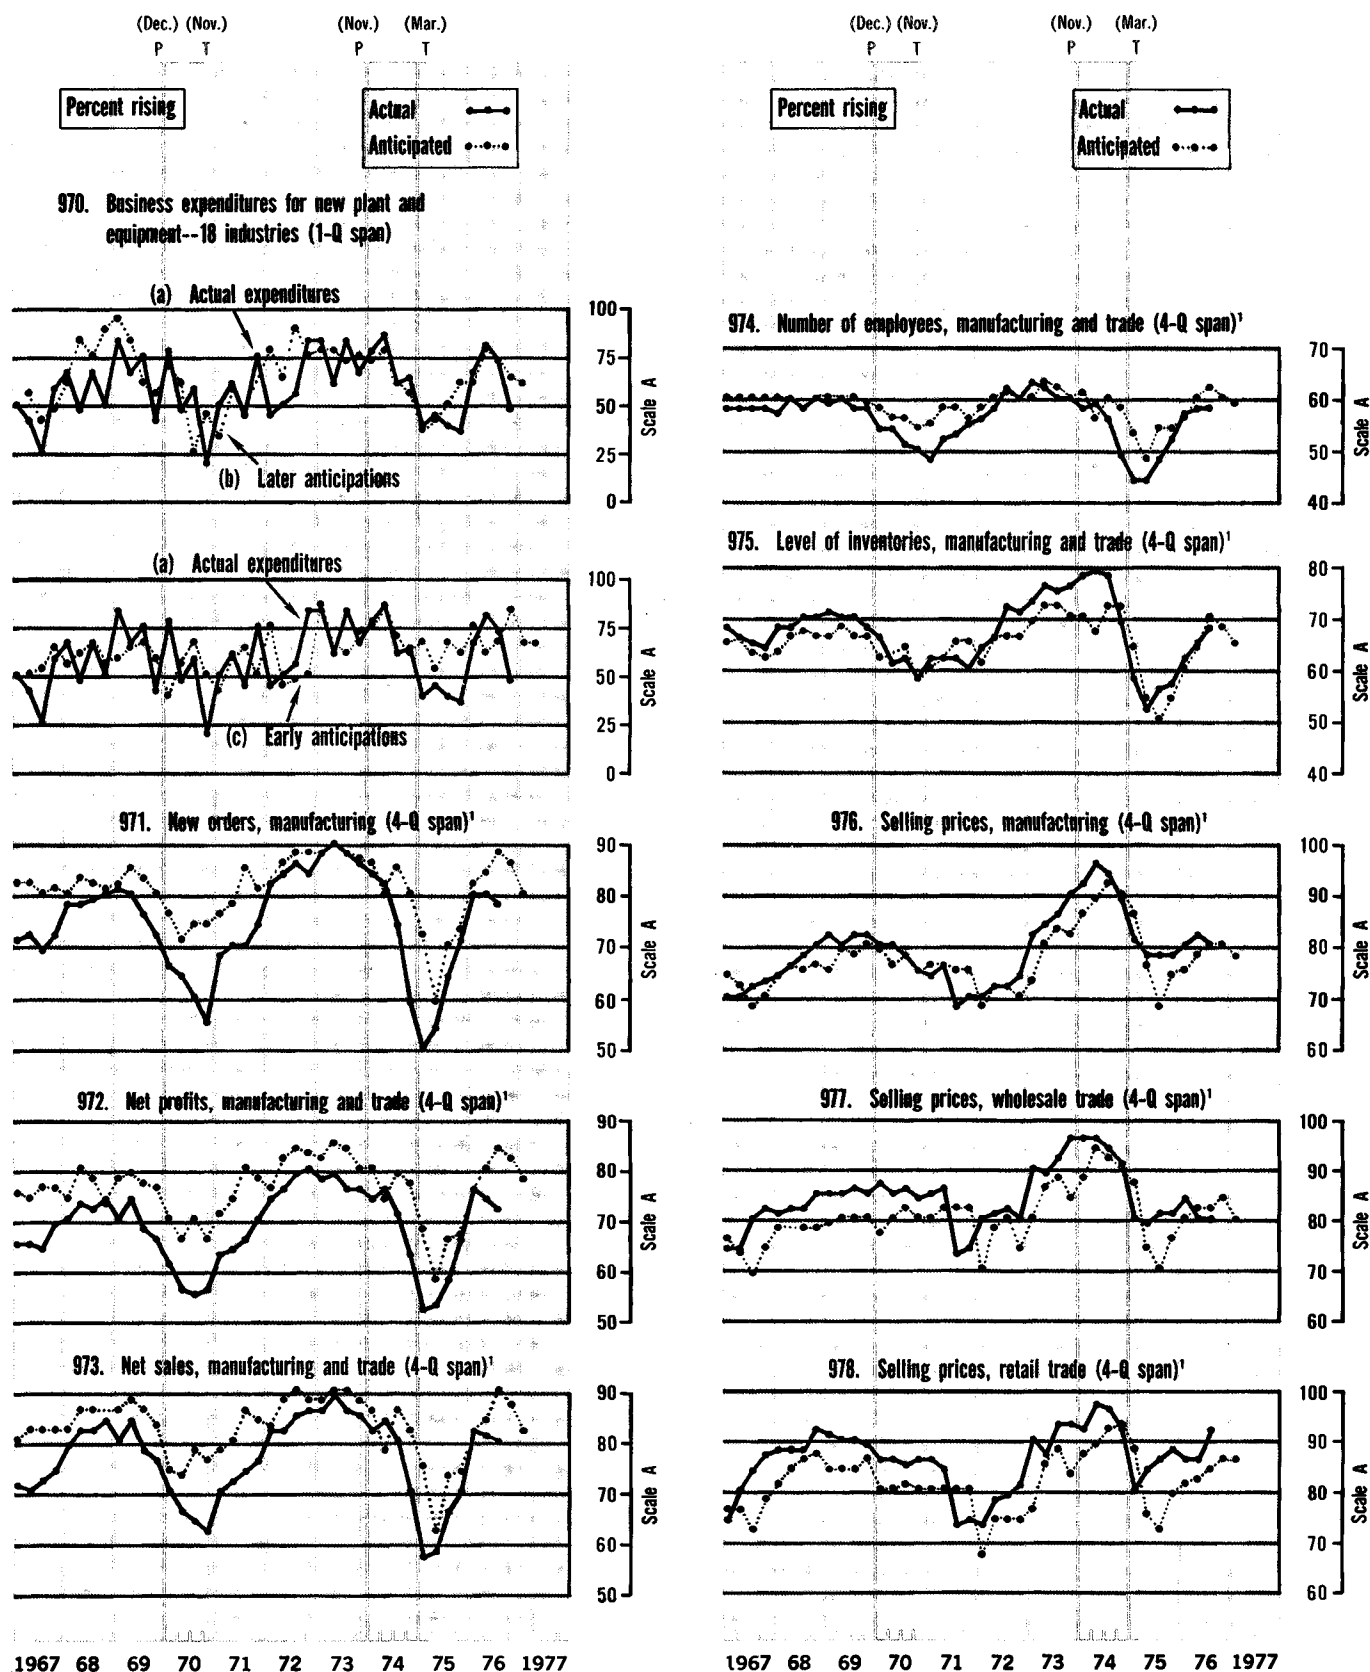 (Dec.) (Nov.) (Nov.) (Mar.)
P T P T
Percent rising
Actual
Anticipated
970. Business expenditures for new plant and
equipment--18 industries (1-Q span)
(a) Actual expenditures
100
75
50
25
0
Scale A
(b) Later anticipations
(a) Actual expenditures
100
75
50
25
0
Scale A
(c) Early anticipations
971. New orders, manufacturing (4-Q span)¹
90
80
70
60
50
Scale A
972. Net profits, manufacturing and trade (4-Q span)¹
90
80
70
60
50
Scale A
973. Net sales, manufacturing and trade (4-Q span)¹
90
80
70
60
50
Scale A
1967 68 69 70 71 72 73 74 75 76 1977
(Dec.) (Nov.) (Nov.) (Mar.)
P T P T
Percent rising
Actual
Anticipated
974. Number of employees, manufacturing and trade (4-Q span)¹
70
60
50
40
Scale A
975. Level of inventories, manufacturing and trade (4-Q span)¹
80
70
60
50
40
Scale A
976. Selling prices, manufacturing (4-Q span)¹
100
90
80
70
60
Scale A
977. Selling prices, wholesale trade (4-Q span)¹
100
90
80
70
60
Scale A
978. Selling prices, retail trade (4-Q span)¹
100
90
80
70
60
Scale A
1967 68 69 70 71 72 73 74 75 76 1977